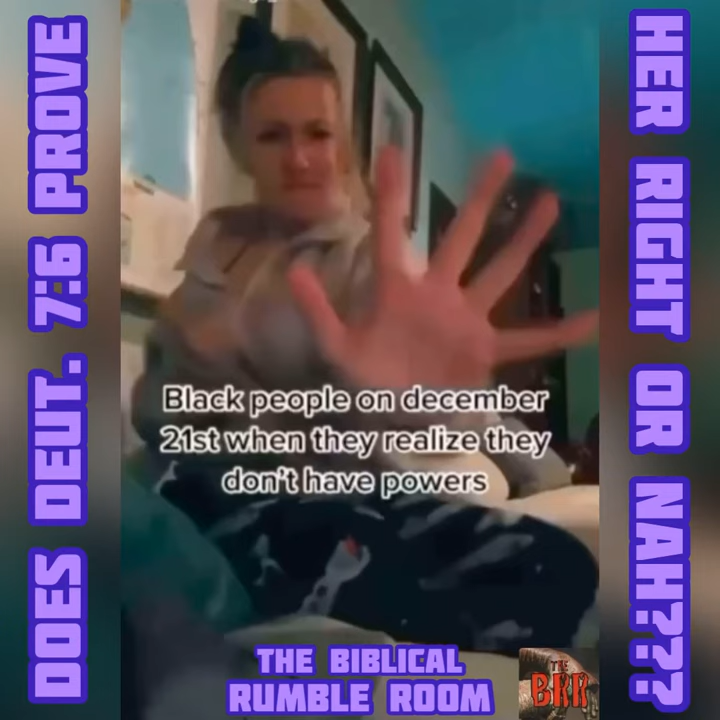 DOES DEUT. 7:6 PROVE
HER RIGHT OR NAH????
Black people on december
21st when they realize they
don't have powers
THE BIBLICAL
RUMBLE ROOM
THE
BRR